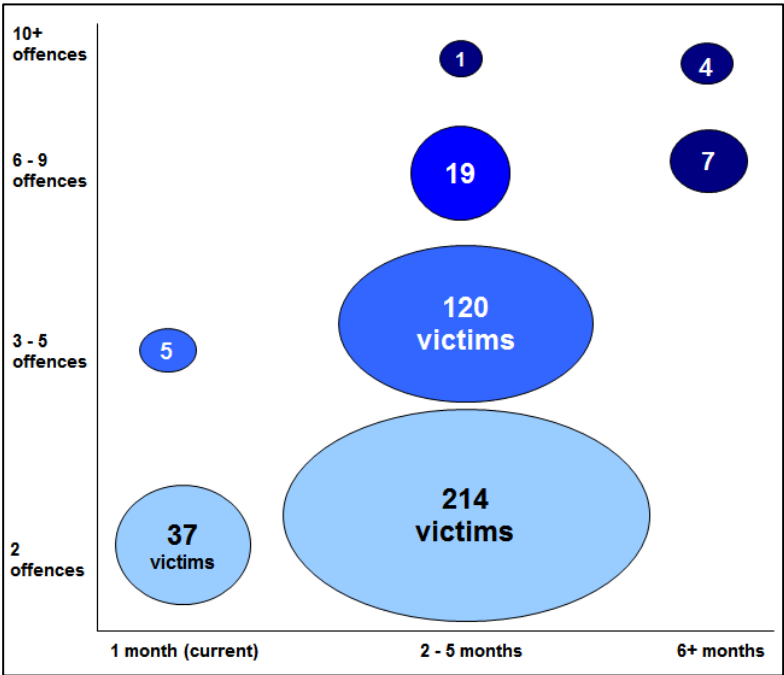 10+
offences
1
4
6 - 9
offences
19
7
120
victims
3 - 5
offences
5
214
victims
37
victims
2
offences
1 month (current)
2 - 5 months
6+ months